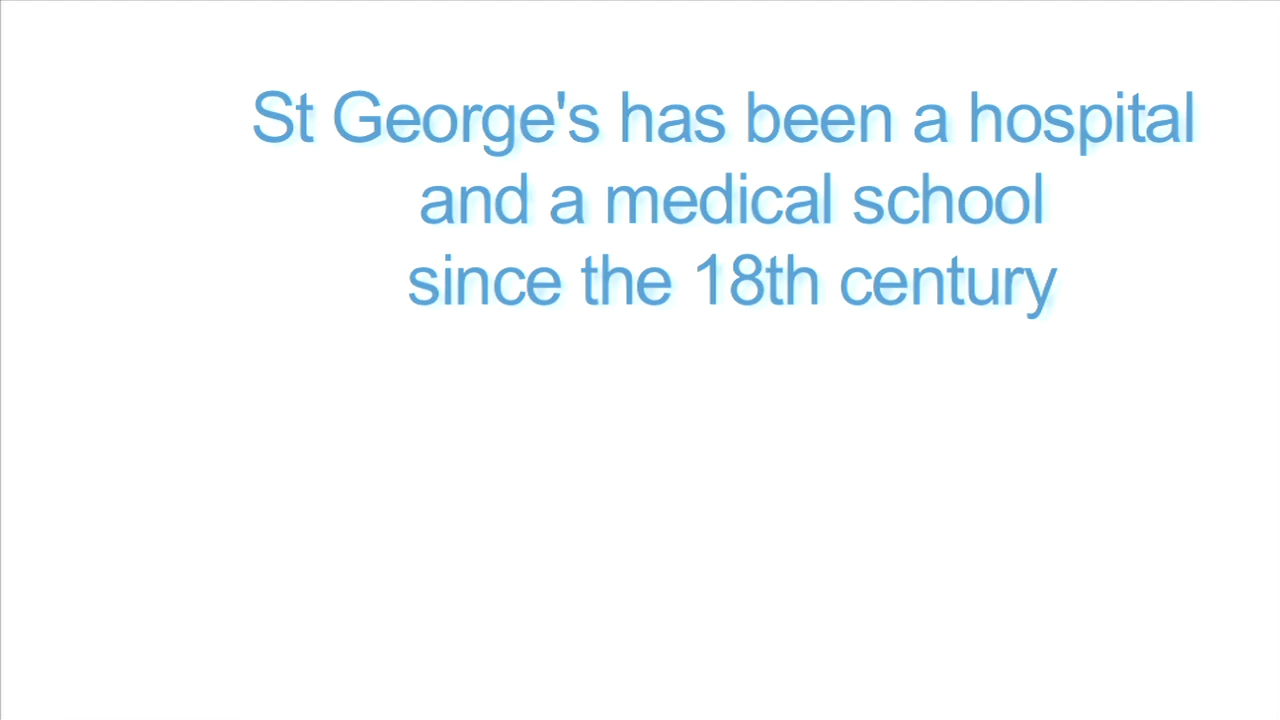 St George's has been a hospital
and a medical school
since the 18th century